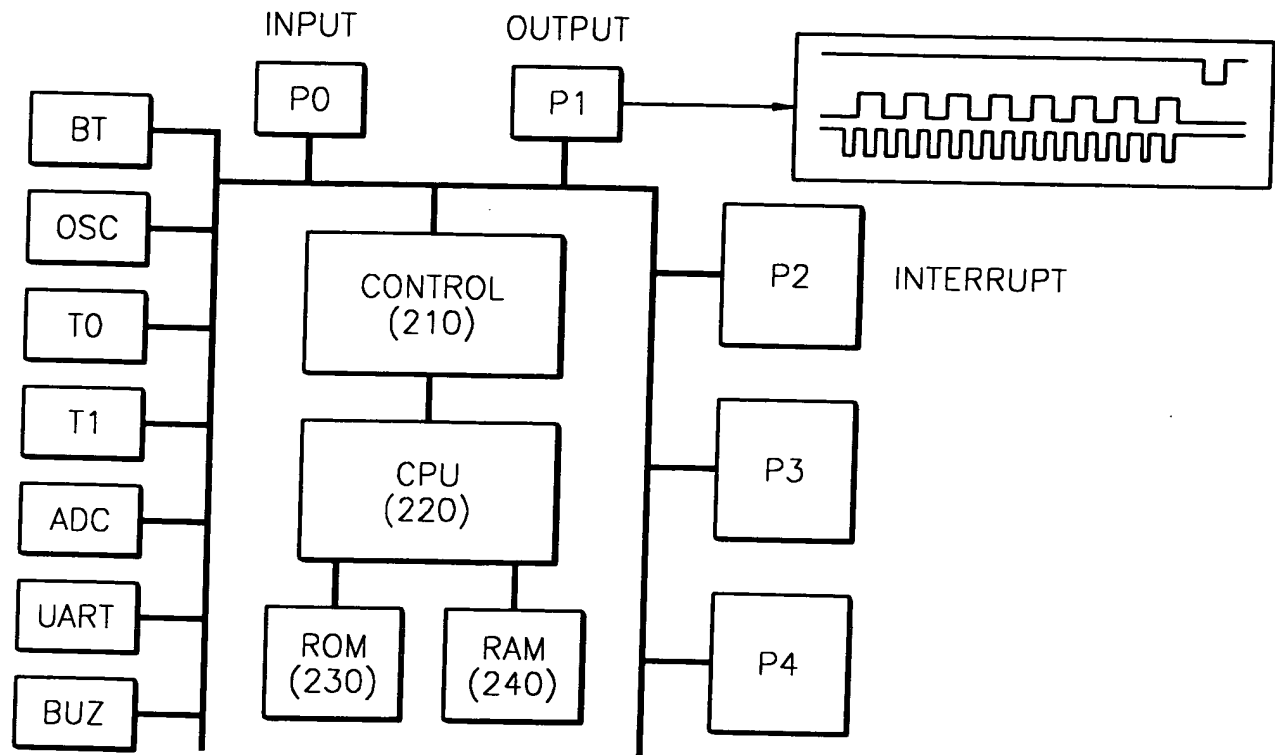 INPUT
OUTPUT
P0
P1
BT
OSC
T0
T1
ADC
UART
BUZ
CONTROL
(210)
CPU
(220)
ROM
(230)
RAM
(240)
P2
INTERRUPT
P3
P4